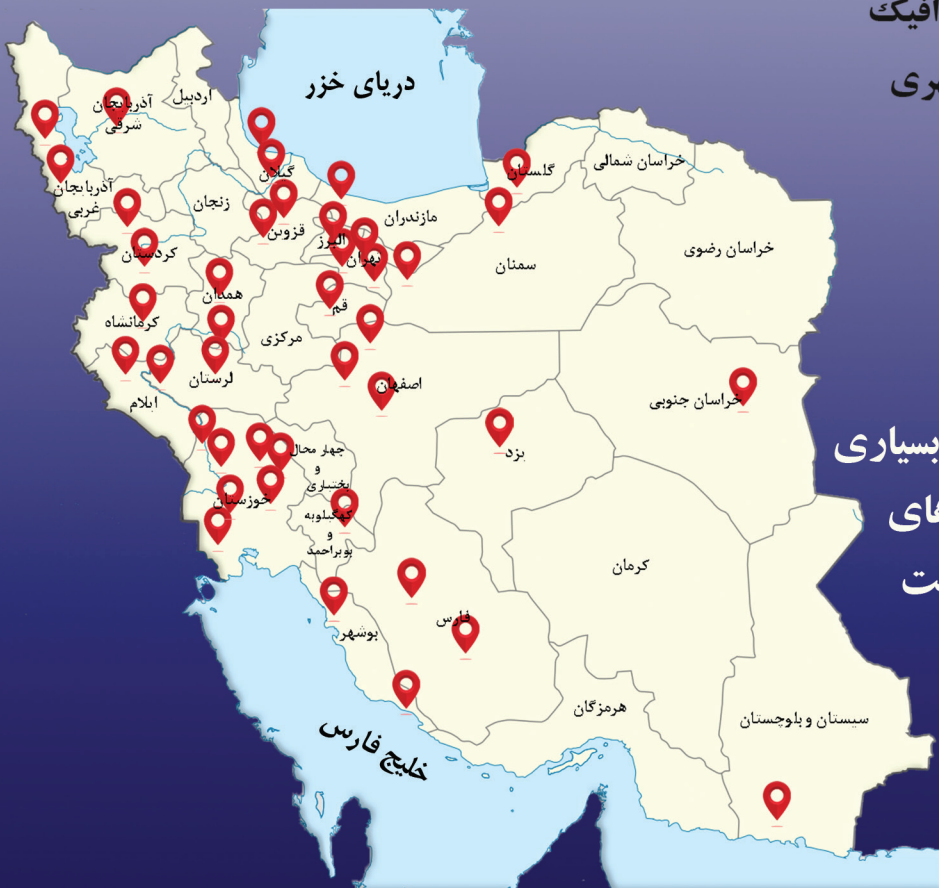 دریای خزر
اردبیل
آذربایجان
شرقی
آذربایجان
غربی
گیلان
زنجان
قزوین
البرز
تهران
مازندران
گلستان
خراسان شمالی
خراسان رضوی
سمنان
کردستان
همدان
قم
کرمانشاه
مرکزی
لرستان
ایلام
اصفهان
خراسان جنوبی
یزد
چهار محال
و
بختیاری
خوزستان
کهگیلویه
و
بویراحمد
کرمان
فارس
بوشهر
هرمزگان
سیستان و بلوچستان
خلیج فارس
بسیاری